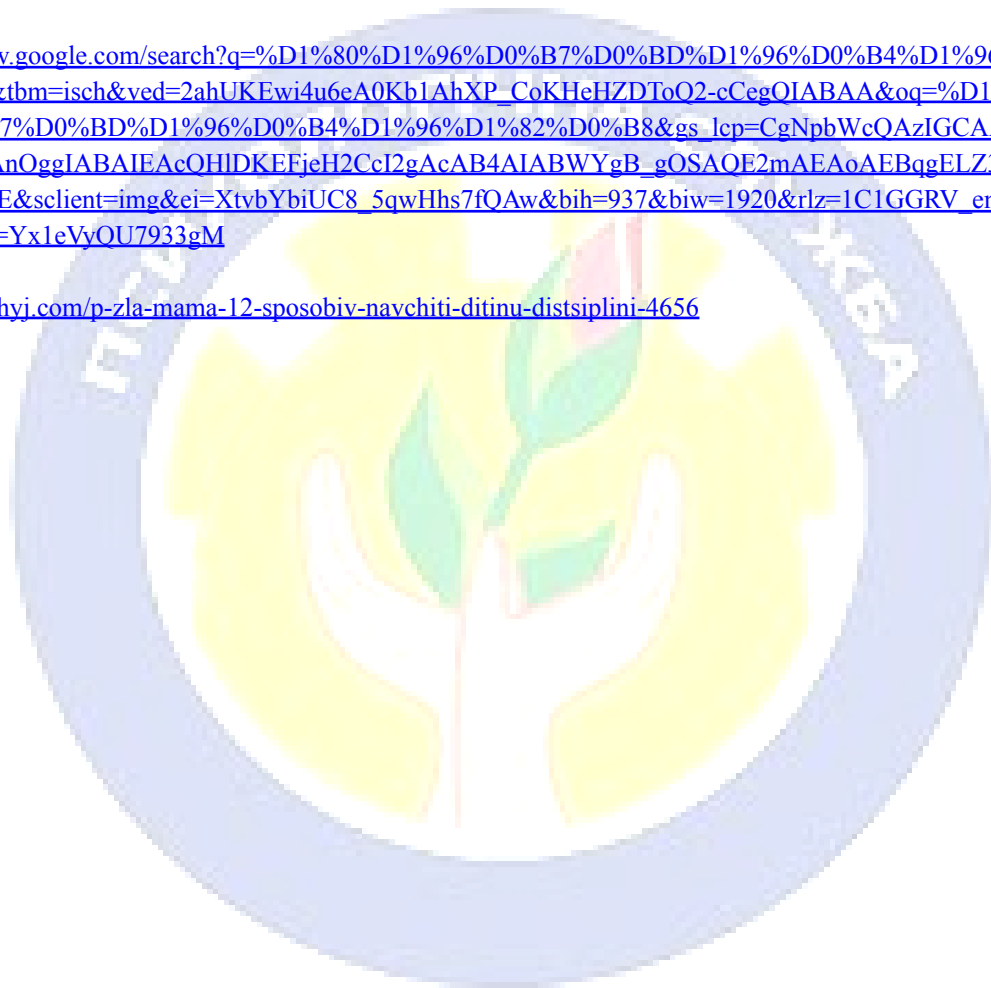 v.google.com/search?q=%D1%80%D1%96%D0%B7%D0%BD%D1%96%D0%B4%D1%96
&tbm=isch&ved=2ahUKEwi4u6eA0Kb1AhXP_CoKHeHZDToQ2-cCegQIABAA&oq=%D1
7%D0%BD%D1%96%D0%B4%D1%96%D1%82%D0%B8&gs_lcp=CgNpbWcQAzIGCA
AnOggIABAIEAcQHlDKEFjeH2CcI2gAcAB4AIABWYgB_gOSAQE2mAEAoAEBqgELZ
E&sclient=img&ei=XtvbYbiUC8_5qwHhs7fQAw&bih=937&biw=1920&rlz=1C1GGRV_en
=Yx1eVyQU7933gM
hyj.com/p-zla-mama-12-sposobiv-navchiti-ditinu-distsiplini-4656